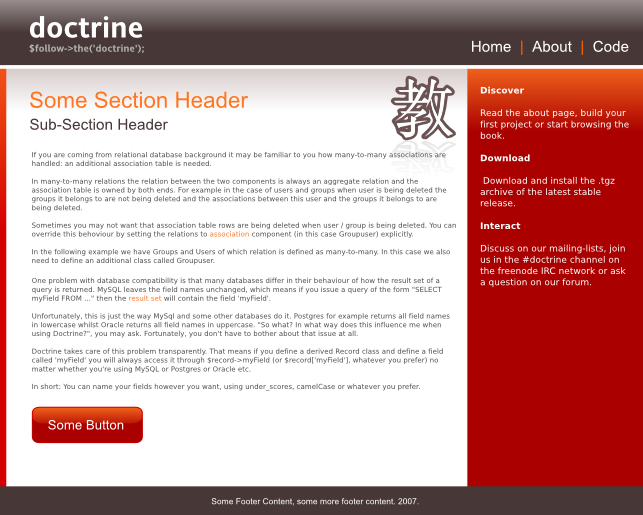 doctrine
$follow->the('doctrine');
Home | About | Code
Some Section Header
教
Sub-Section Header
If you are coming from relational database background it may be familiar to you how many-to-many associations are
handled: an additional association table is needed.
In many-to-many relations the relation between the two components is always an aggregate relation and the
association table is owned by both ends. For example in the case of users and groups when user is being deleted the
groups it belongs to are not being deleted and the associations between this user and the groups it belongs to are
being deleted.
Sometimes you may not want that association table rows are being deleted when user / group is being deleted. You can
override this behoviour by setting the relations to association component (in this case Groupuser) explicitly.
In the following example we have Groups and Users of which relation is defined as many-to-many. In this case we also
need to define an additional class called Groupuser.
One problem with database compatibility is that many databases differ in their behaviour of how the result set of a
query is returned. MySQL leaves the field names unchanged, which means if you issue a query of the form "SELECT
myField FROM ..." then the result set will contain the field 'myField'.
Unfortunately, this is just the way MySql and some other databases do it. Postgres for example returns all field names
in lowercase whilst Oracle returns all field names in uppercase. "So what? In what way does this influence me when
using Doctrine?", you may ask. Fortunately, you don't have to bother about that issue at all.
Doctrine takes care of this problem transparently. That means if you define a derived Record class and define a field
called 'myField' you will always access it through $record->myField (or $record['myField'], whatever you prefer) no
matter whether you're using MySQL or Postgres or Oracle etc.
In short: You can name your fields however you want, using under_scores, camelCase or whatever you prefer.
Some Button
Discover
Read the about page, build your
first project or start browsing the
book.
Download
Download and install the .tgz
archive of the latest stable
release.
Interact
Discuss on our mailing-lists, join
us in the #doctrine channel on
the freenode IRC network or ask
a question on our forum.
Some Footer Content, some more footer content. 2007.